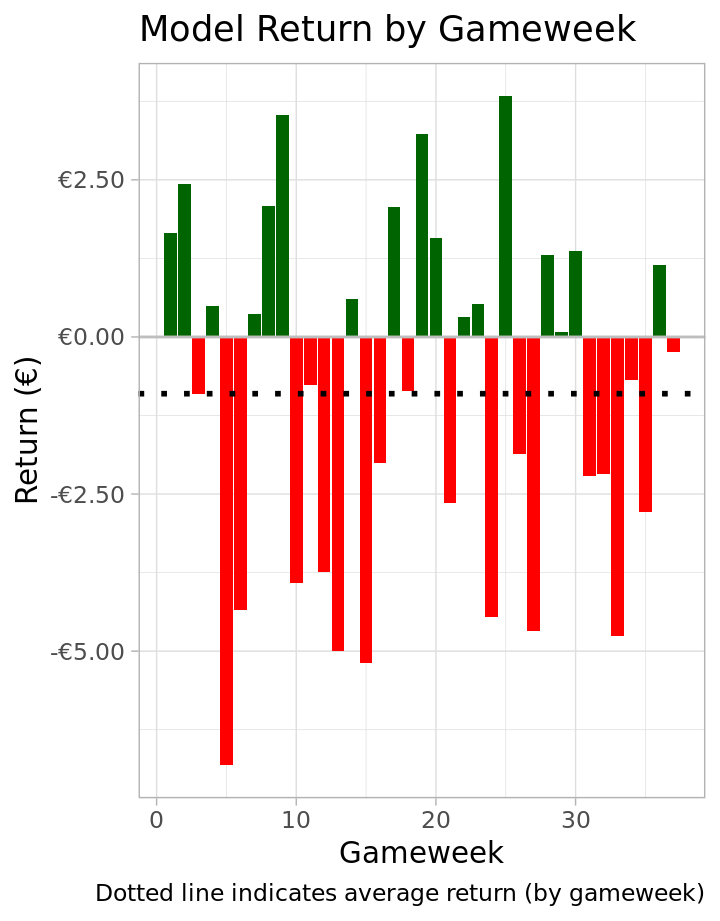 Model Return by Gameweek
€2.50
€0.00
-€2.50
-€5.00
Return (€)
0 10 20 30
Gameweek
Dotted line indicates average return (by gameweek)